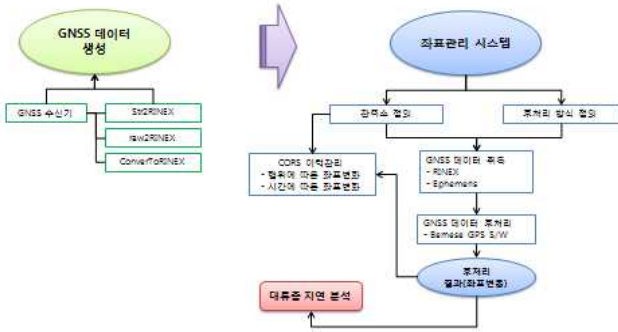 GNSS 데이터
생성
GNSS 수신기
Str2RINEX
raw2RINEX
ConverToRINEX
좌표관리 시스템
관측소 정의
후처리 방식 정의
CORS 이력관리
- 행위에 따른 좌표변화
- 시간에 따른 좌표변화
GNSS 데이터 취득
- RINEX
- Ephemeris
GNSS 데이터 후처리
- Bernese GPS S/W
후처리
결과(좌표변동)
대류층 지연 분석